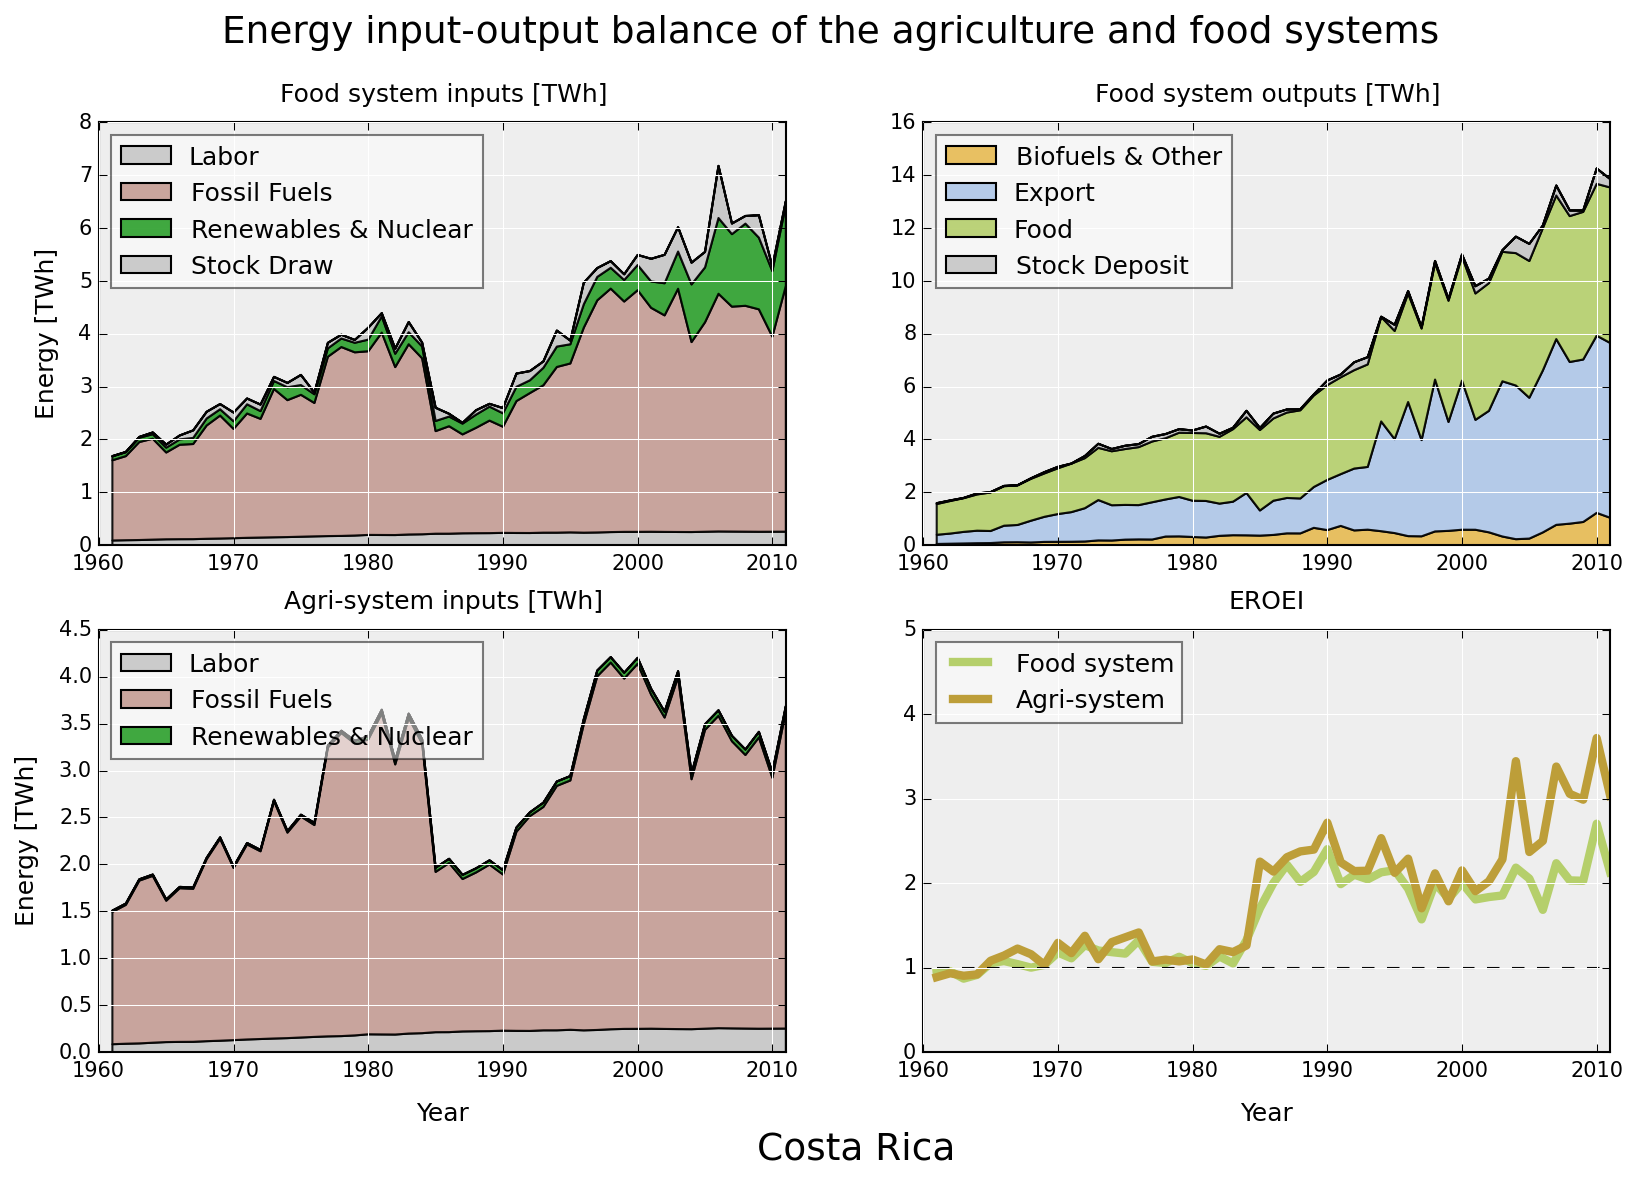 Energy input-output balance of the agriculture and food systems
Food system inputs [TWh]
Energy [TWh]
8
7
6
5
4
3
2
1
0
Labor
Fossil Fuels
Renewables & Nuclear
Stock Draw
1960 1970 1980 1990 2000 2010
Food system outputs [TWh]
16
14
12
10
8
6
4
2
0
Biofuels & Other
Export
Food
Stock Deposit
1960 1970 1980 1990 2000 2010
Agri-system inputs [TWh]
Energy [TWh]
4.5
4.0
3.5
3.0
2.5
2.0
1.5
1.0
0.5
0.0
Labor
Fossil Fuels
Renewables & Nuclear
1960 1970 1980 1990 2000 2010
Year
EROEI
5
4
3
2
1
0
Food system
Agri-system
1960 1970 1980 1990 2000 2010
Year
Costa Rica